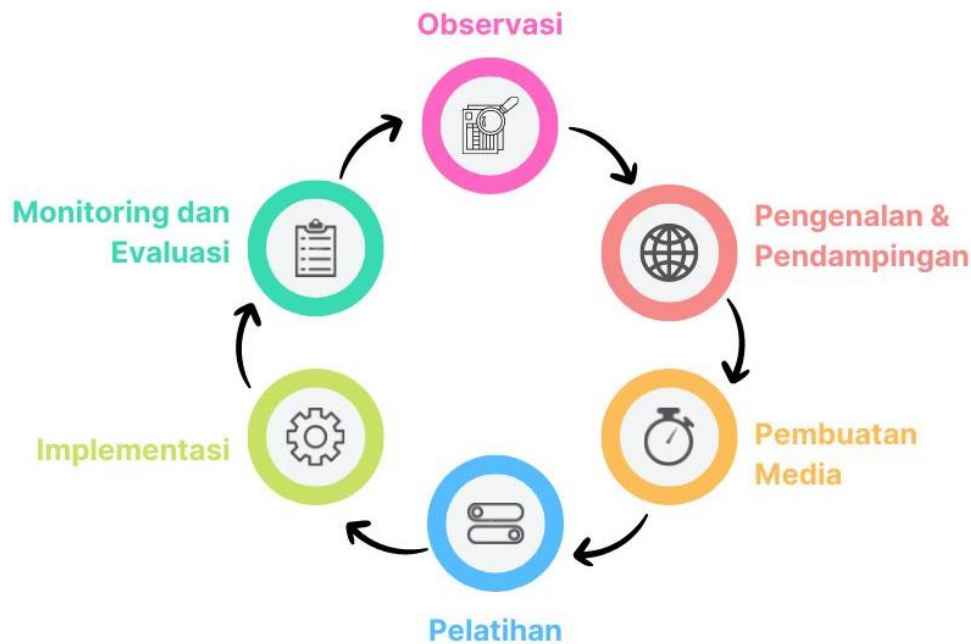 Observasi
Pengenalan &
Pendampingan
Pembuatan
Media
Pelatihan
Implementasi
Monitoring dan
Evaluasi